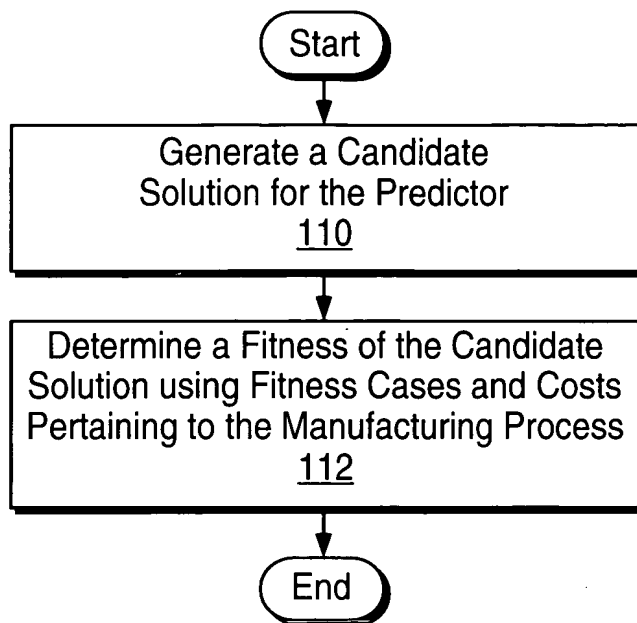 Start
Generate a Candidate
Solution for the Predictor
110
Determine a Fitness of the Candidate
Solution using Fitness Cases and Costs
Pertaining to the Manufacturing Process
112
End